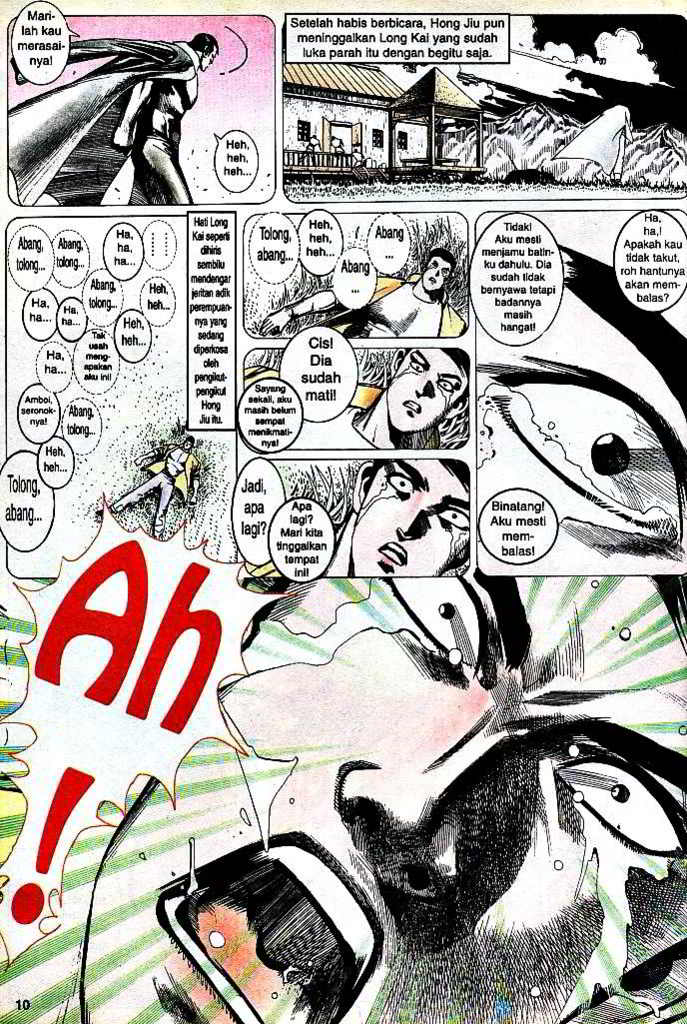 Mari-
lah kau
merasai-
nya!
Heh,
heh,
heh...
Setelah habis berbicara, Hong Jiu pun
meninggalkan Long Kai yang sudah
luka parah itu dengan begitu saja.
Abang,
tolong...
Abang,
tolong...
Ha,
ha,
ha...
Abang,
tolong...
Heh,
heh...
Ha,
ha...
Ha,
ha...
Heh,
heh...
Ha,
ha...
Tak
usah
meng-
apakan
aku ini!
Amboi,
seronok-
nya!
Abang,
tolong...
Heh,
heh...
Tolong,
abang...
Hati Long
Kai seperti
dihiris
sembilu
mendengar
jeritan adik
perempuan-
nya yang
sedang
diperkosa
oleh
pengikut-
pengikut
Hong
Jiu itu.
Tolong,
abang...
Heh,
heh,
heh...
Abang
...
Abang
...
Cis!
Dia
sudah
mati!
Sayang
sekali, aku
masih belum
sempat
menikmati-
nya!
Jadi,
apa
lagi?
Apa
lagi?
Mari kita
tinggalkan
tempat
ini!
Tidak!
Aku mesti
menjamu batin-
ku dahulu. Dia
sudah tidak
bernyawa tetapi
badannya
masih
hangat!
Ha,
ha,!
Apakah kau
tidak takut,
roh hantunya
akan mem-
balas?
Binatang!
Aku mesti
mem-
balas!
Ah
!
10